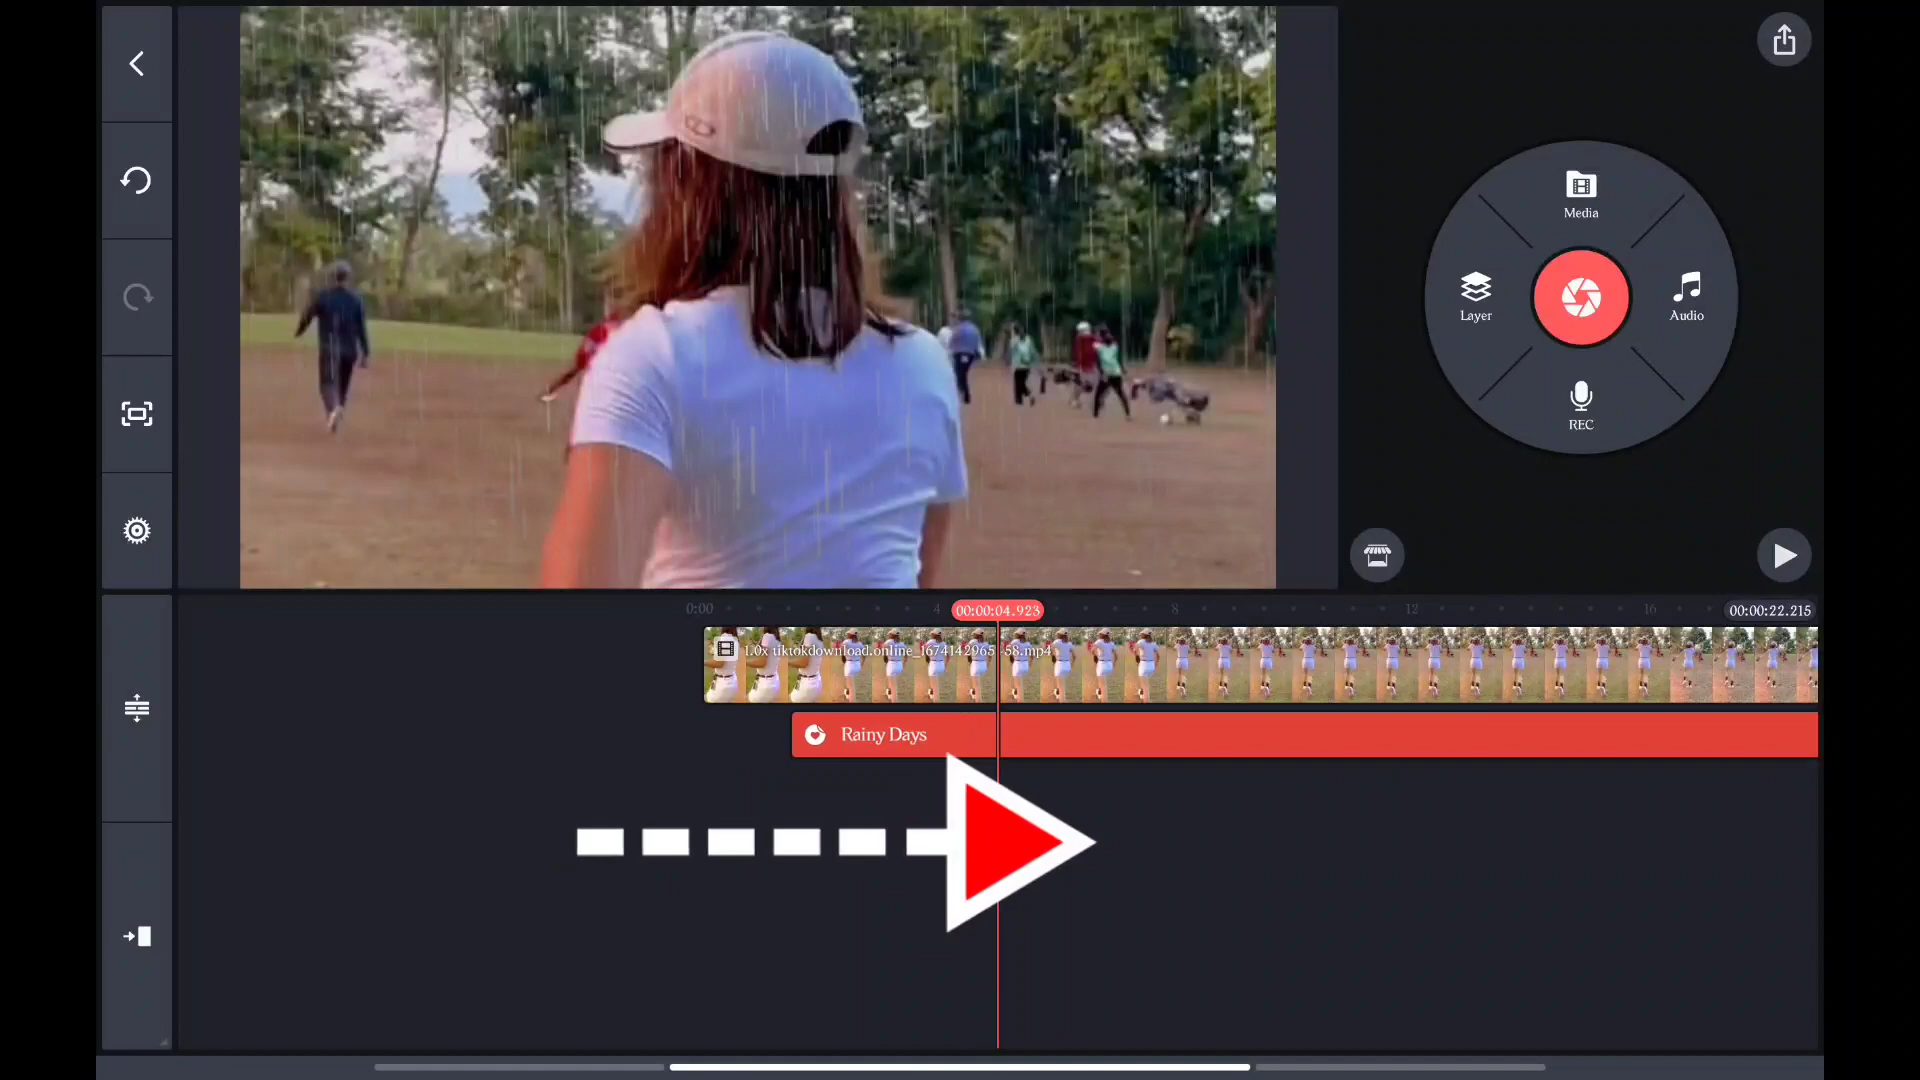 Media
Layer
Audio
REC
0:00
4
00:00:04.923
8
12
16
00:00:22.215
1.0x tiktokdownload.online_1674142965
58.mp4
Rainy Days